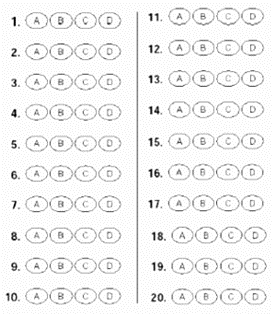 1. A B C D
2. A B C D
3. A B C D
4. A B C D
5. A B C D
6. A B C D
7. A B C D
8. A B C D
9. A B C D
10. A B C D
11. A B C D
12. A B C D
13. A B C D
14. A B C D
15. A B C D
16. A B C D
17. A B C D
18. A B C D
19. A B C D
20. A B C D